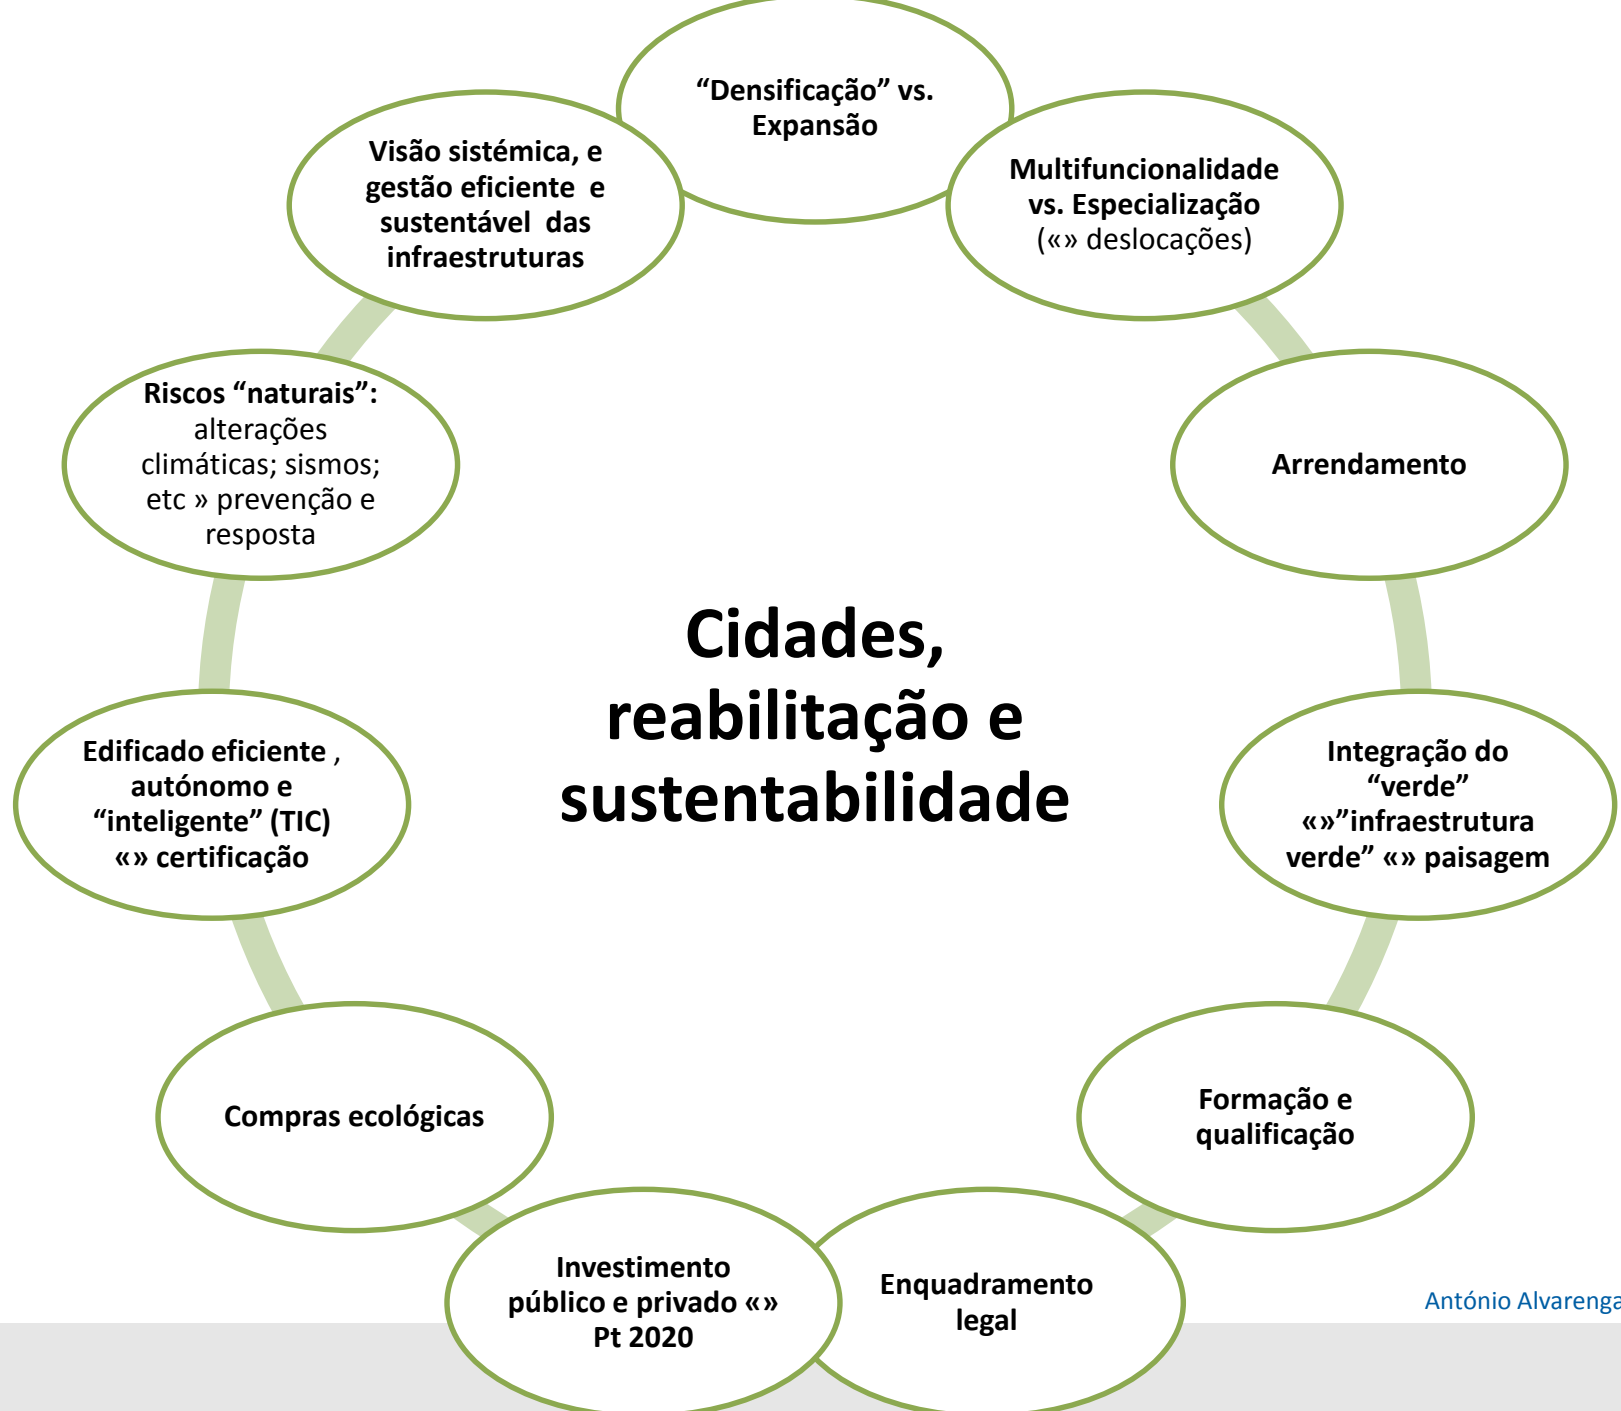 “Densificação” vs.
Expansão
Multifuncionalidade
vs. Especialização
(«» deslocações)
Arrendamento
Integração do
“verde”
«»”infraestrutura
verde” «» paisagem
Formação e
qualificação
Enquadramento
legal
Investimento
público e privado «»
Pt 2020
Compras ecológicas
Edificado eficiente ,
autónomo e
“inteligente” (TIC)
«» certificação
Riscos “naturais”:
alterações
climáticas; sismos;
etc » prevenção e
resposta
Visão sistémica, e
gestão eficiente e
sustentável das
infraestruturas
Cidades,
reabilitação e
sustentabilidade
António Alvarenga